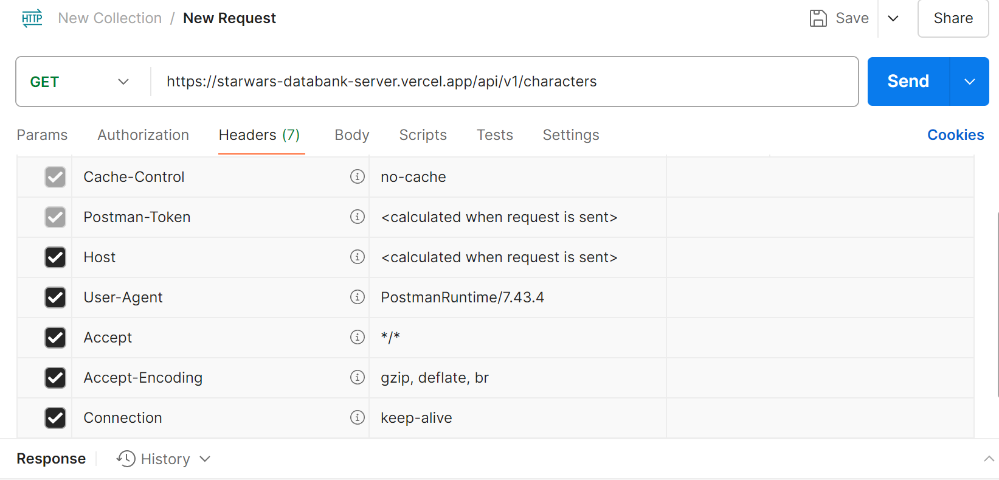 HTTP New Collection / New Request Save Share
GET https://starwars-databank-server.vercel.app/api/v1/characters Send
Params Authorization Headers (7) Body Scripts Tests Settings Cookies
Cache-Control no-cache
Postman-Token <calculated when request is sent>
Host <calculated when request is sent>
User-Agent PostmanRuntime/7.43.4
Accept */*
Accept-Encoding gzip, deflate, br
Connection keep-alive
Response History